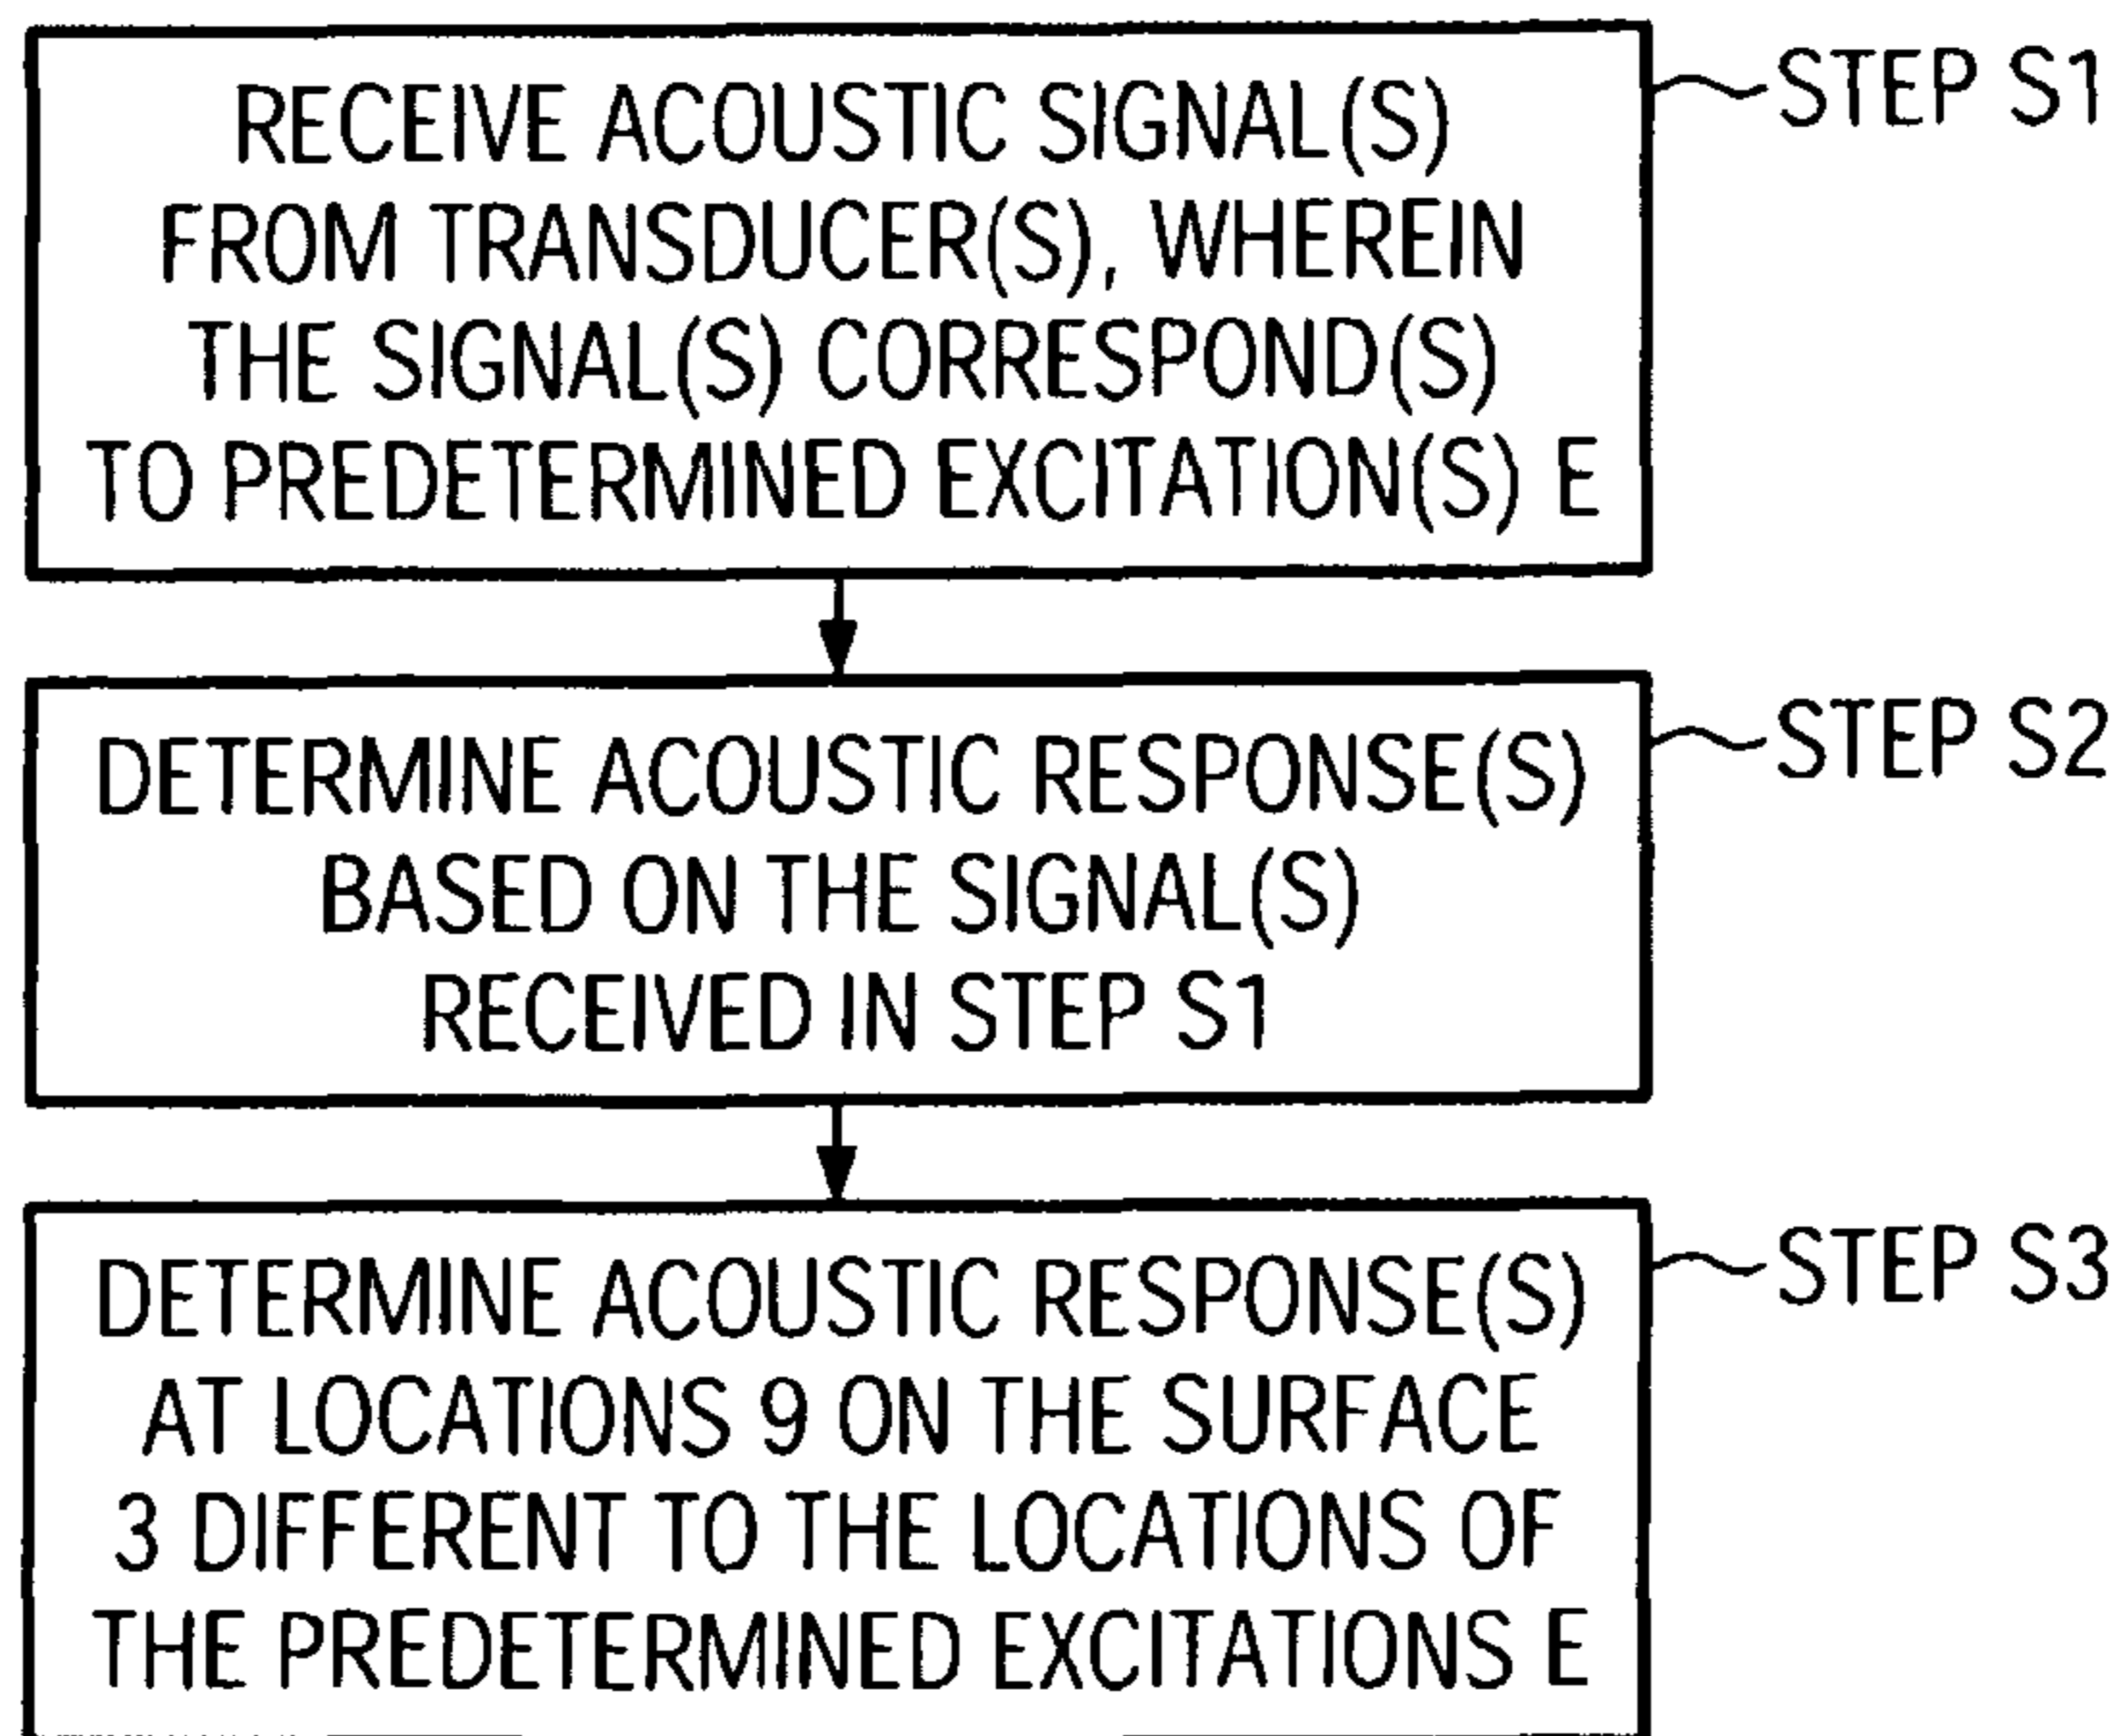 RECEIVE ACOUSTIC SIGNAL(S)
FROM TRANSDUCER(S), WHEREIN
THE SIGNAL(S) CORRESPOND(S)
TO PREDETERMINED EXCITATION(S) E
STEP S1
DETERMINE ACOUSTIC RESPONSE(S)
BASED ON THE SIGNAL(S)
RECEIVED IN STEP S1
STEP S2
DETERMINE ACOUSTIC RESPONSE(S)
AT LOCATIONS 9 ON THE SURFACE
3 DIFFERENT TO THE LOCATIONS OF
THE PREDETERMINED EXCITATIONS E
STEP S3